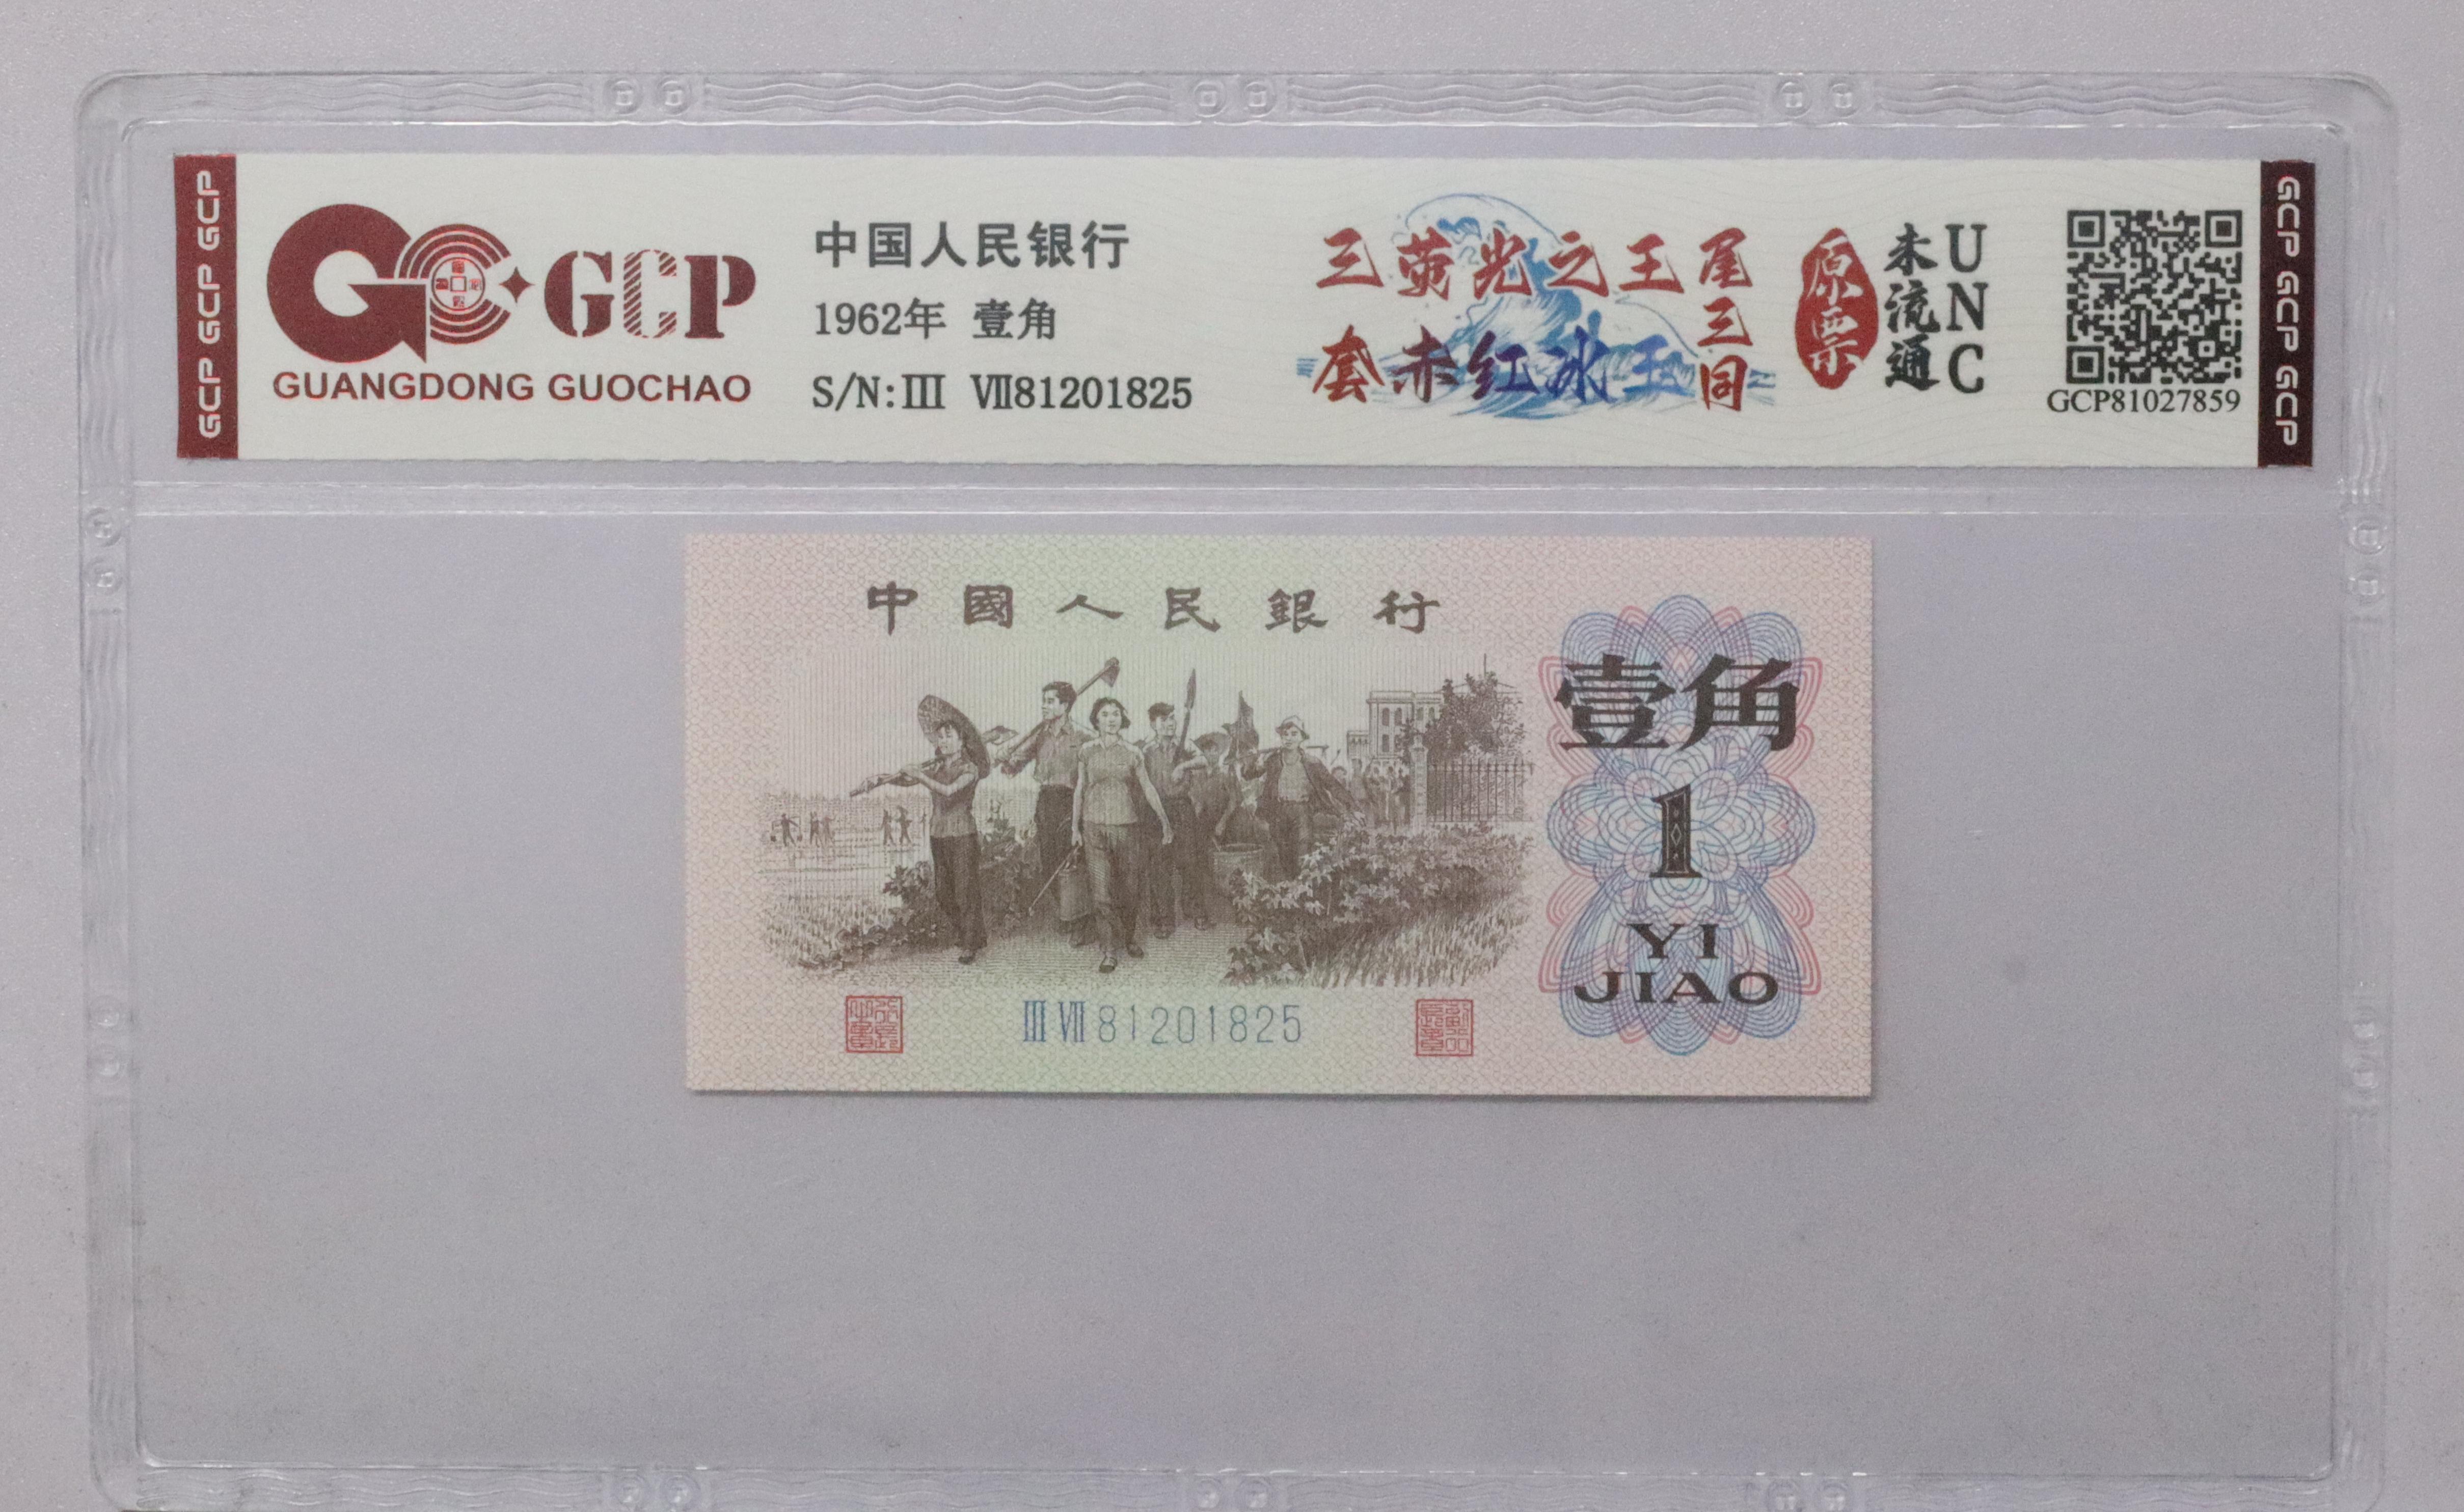 GCP GCP GCP
GCP
GUANGDONG GUOCHAO
中国人民银行
1962年 壹角
S/N:Ⅲ Ⅶ81201825
三萤光之王
套赤红冰玉
尾三同
原票
未流通
UNC
GCP81027859
GCP GCP GCP
中國人民銀行
壹角
1
YI
JIAO
Ⅲ Ⅶ 81201825